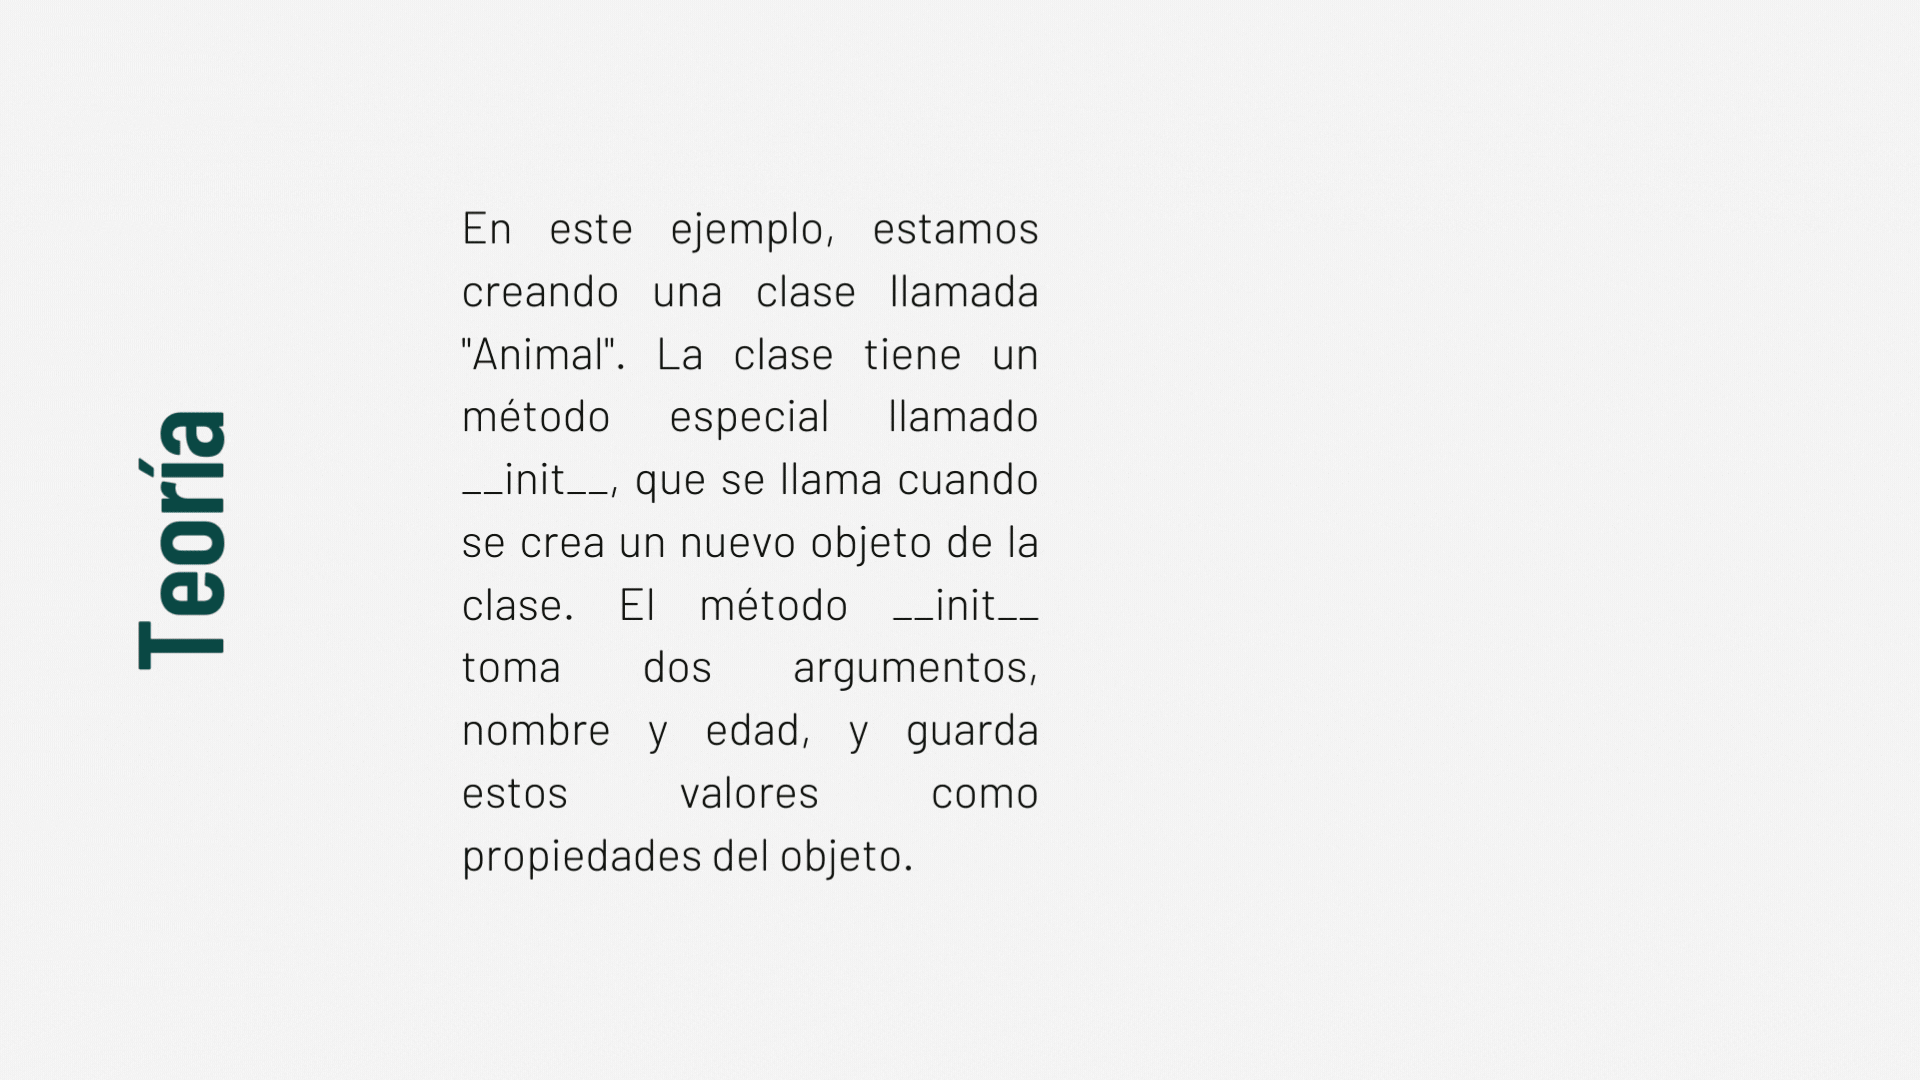 Teoría
En este ejemplo, estamos
creando una clase llamada
"Animal". La clase tiene un
método especial llamado
__init__, que se llama cuando
se crea un nuevo objeto de la
clase. El método __init__
toma dos argumentos,
nombre y edad, y guarda
estos valores como
propiedades del objeto.